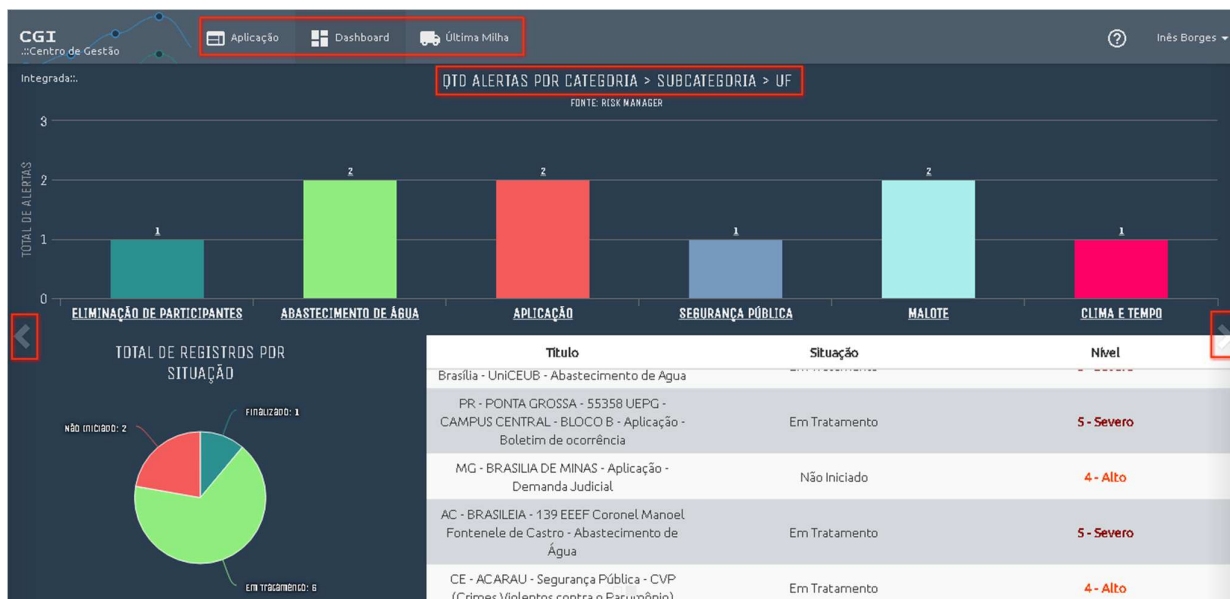 CGI
.:::Centro de Gestão
Integrada::.
Aplicação
Dashboard
Última Milha
Inês Borges
QTD ALERTAS POR CATEGORIA > SUBCATEGORIA > UF
FONTE: RISK MANAGER
TOTAL DE ALERTAS
3
2
1
0
1
2
2
1
2
1
ELIMINAÇÃO DE PARTICIPANTES
ABASTECIMENTO DE ÁGUA
APLICAÇÃO
SEGURANÇA PÚBLICA
MALOTE
CLIMA E TEMPO
TOTAL DE REGISTROS POR
SITUAÇÃO
FINALIZADO: 1
NÃO INICIADO: 2
EM TRATAMENTO: 6
Título Situação Nível
Brasília - UniCEUB - Abastecimento de Água
PR - PONTA GROSSA - 55358 UEPG -
CAMPUS CENTRAL - BLOCO B - Aplicação -
Boletim de ocorrência
Em Tratamento
5 - Severo
MG - BRASILIA DE MINAS - Aplicação -
Demanda Judicial
Não Iniciado
4 - Alto
AC - BRASILEIA - 139 EEEF Coronel Manoel
Fontenele de Castro - Abastecimento de
Água
Em Tratamento
5 - Severo
CE - ACARAU - Segurança Pública - CVP
(Crimes Violentos contra o Patrimônio)
Em Tratamento
4 - Alto